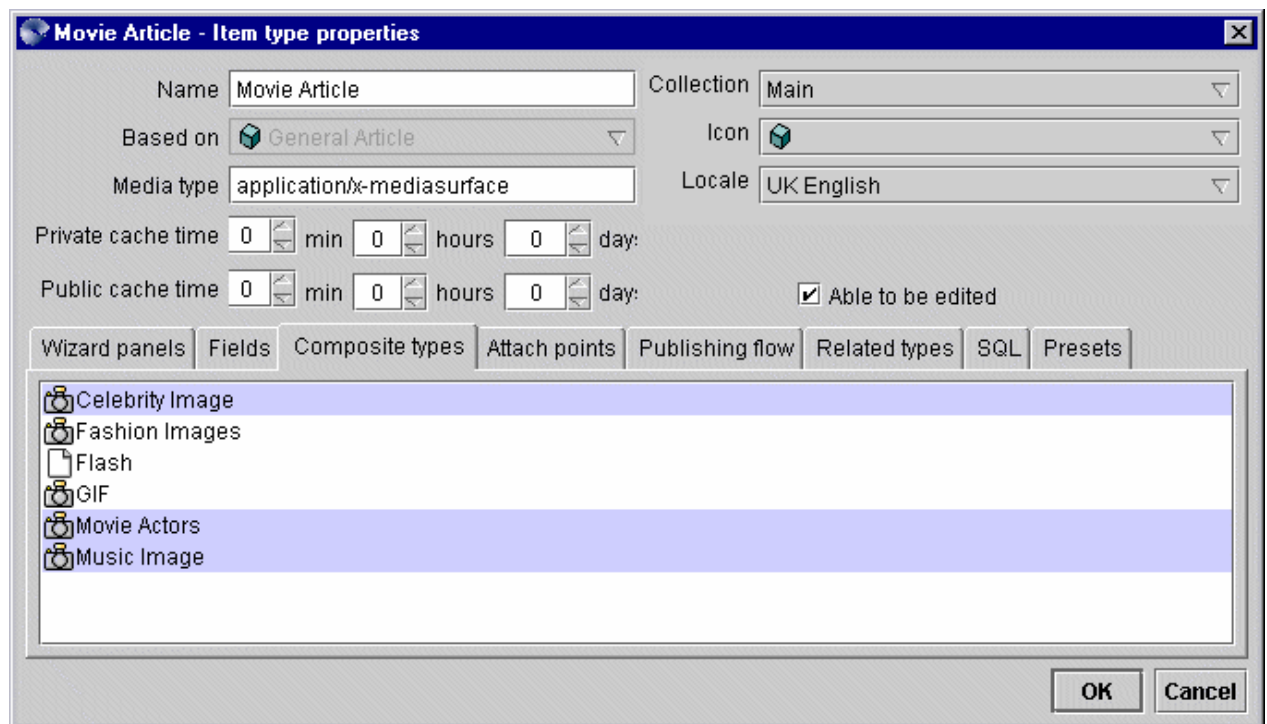 Movie Article - Item type properties
Name Movie Article Collection Main
Based on General Article Icon
Media type application/x-mediasurface Locale UK English
Private cache time 0 min 0 hours 0 day:
Public cache time 0 min 0 hours 0 day:
Able to be edited
Wizard panels Fields Composite types Attach points Publishing flow Related types SQL Presets
Celebrity Image
Fashion Images
Flash
GIF
Movie Actors
Music Image
OK Cancel